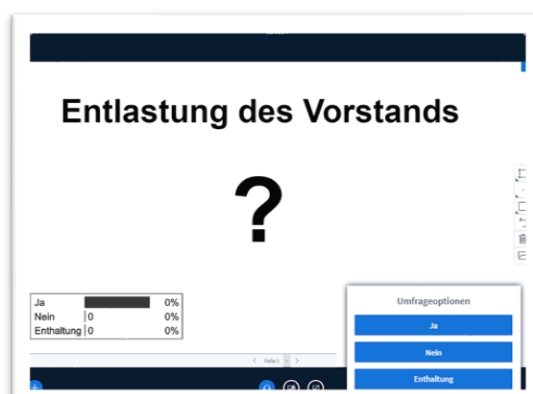 Entlastung des Vorstands
?
Ja 0%
Nein 0 0%
Enthaltung 0 0%
Umfrageoptionen
Ja
Nein
Enthaltung